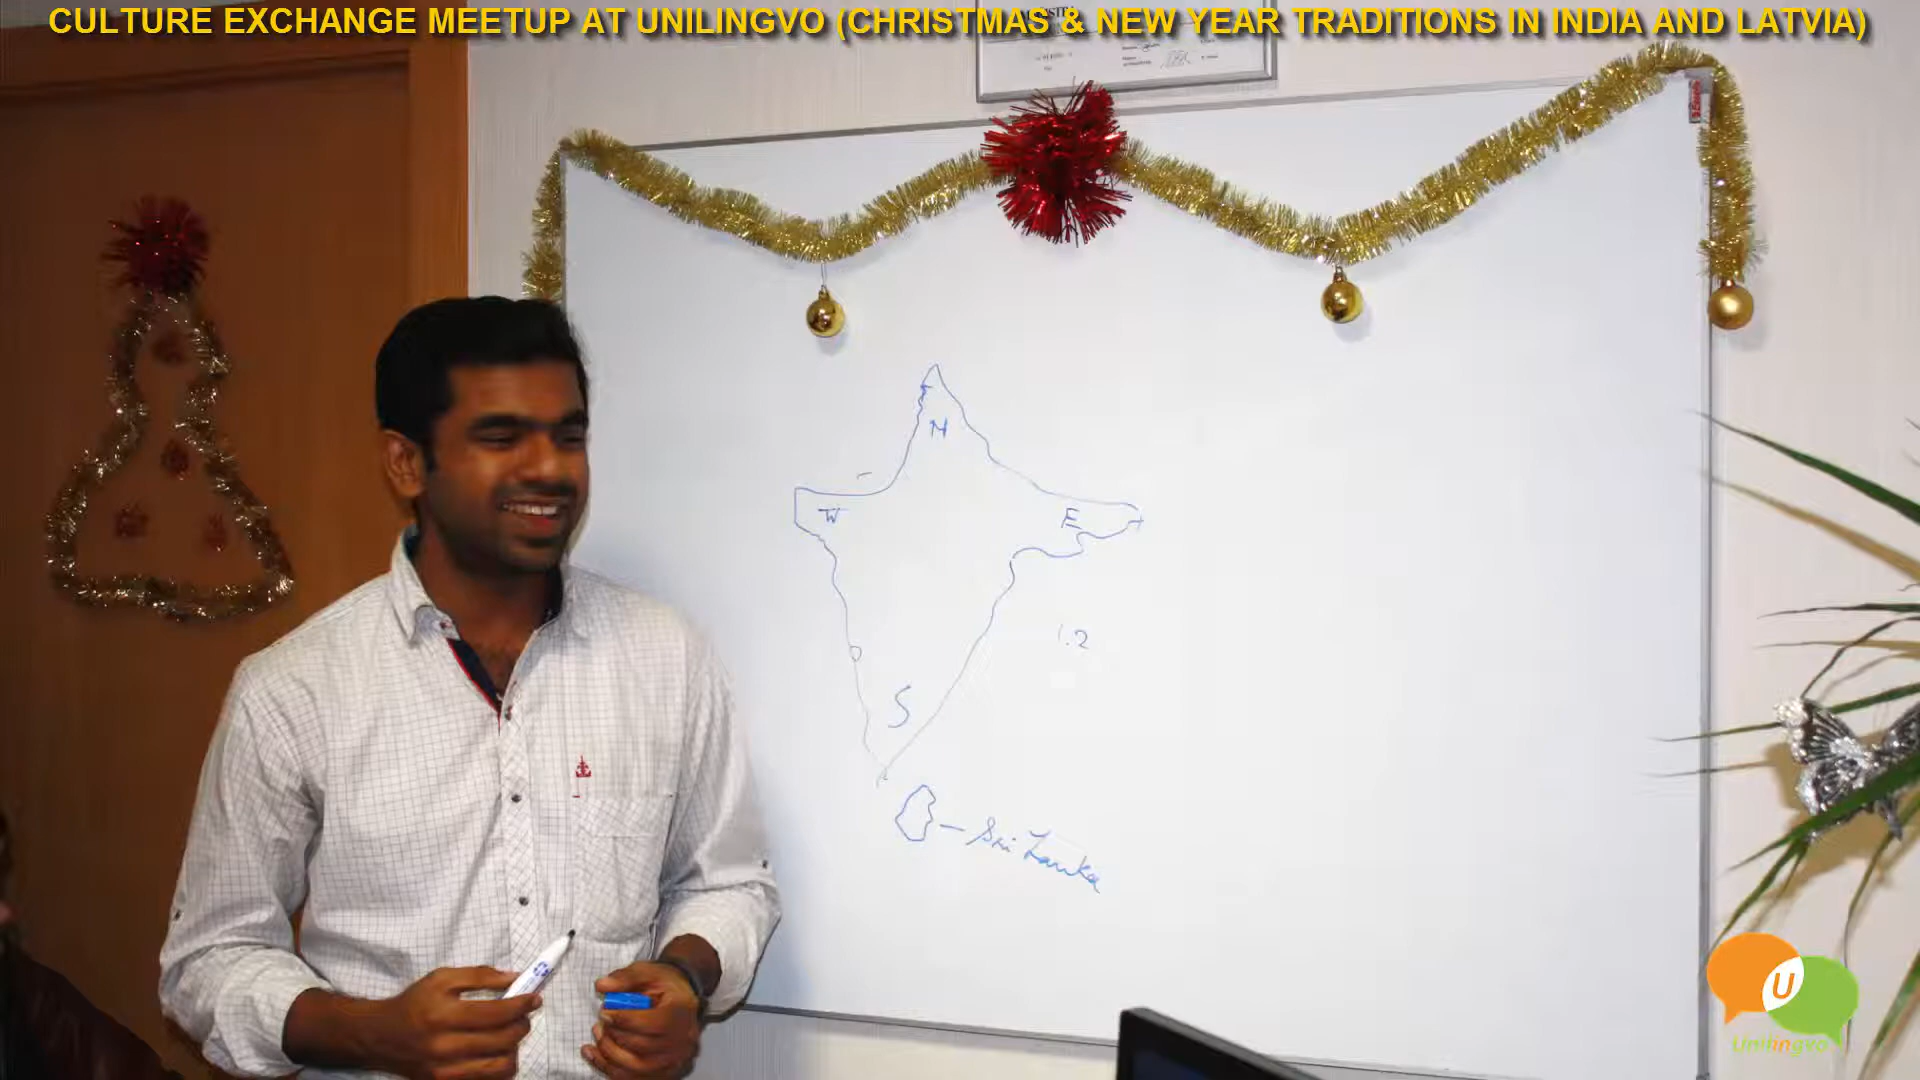 CULTURE EXCHANGE MEETUP AT UNILINGVO (CHRISTMAS & NEW YEAR TRADITIONS IN INDIA AND LATVIA)
N
W
E
1.2
S
Sri Lanka
U
Unilingvo